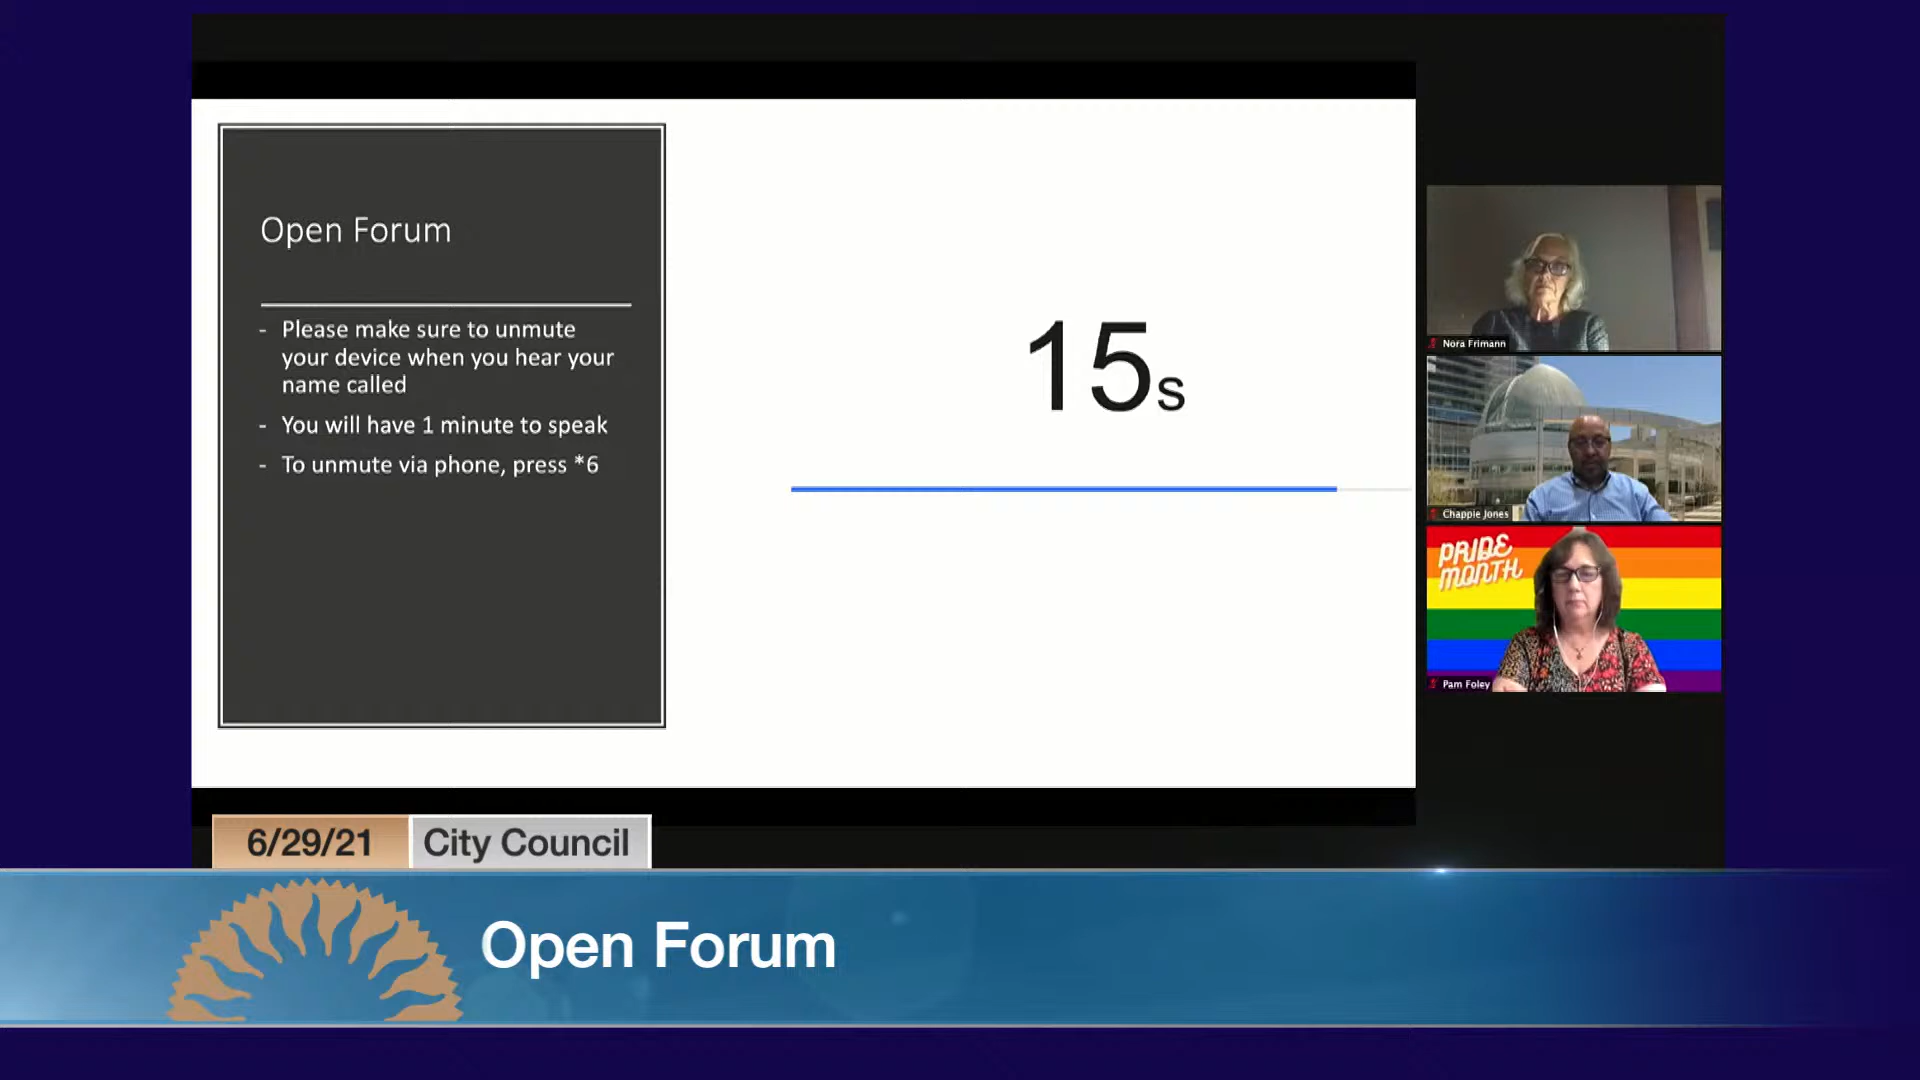 Open Forum
- Please make sure to unmute
your device when you hear your
name called
- You will have 1 minute to speak
- To unmute via phone, press *6
15s
Nora Frimann
Chappie Jones
PRIDE
MONTH
Pam Foley
6/29/21 City Council
Open Forum